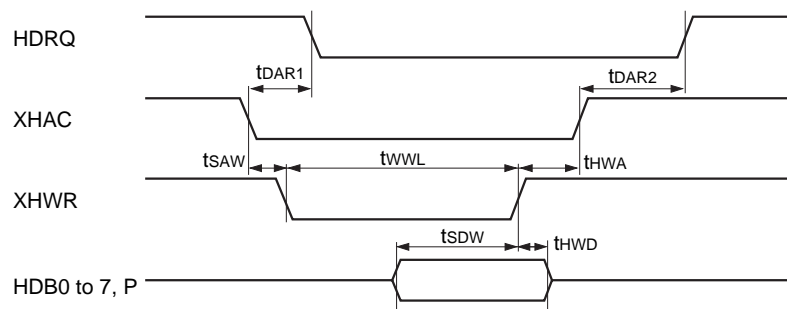 HDRQ
tDAR1
tDAR2
XHAC
tSAW
tWWL
tHWA
XHWR
tSDW
tHWD
HDB0 to 7, P